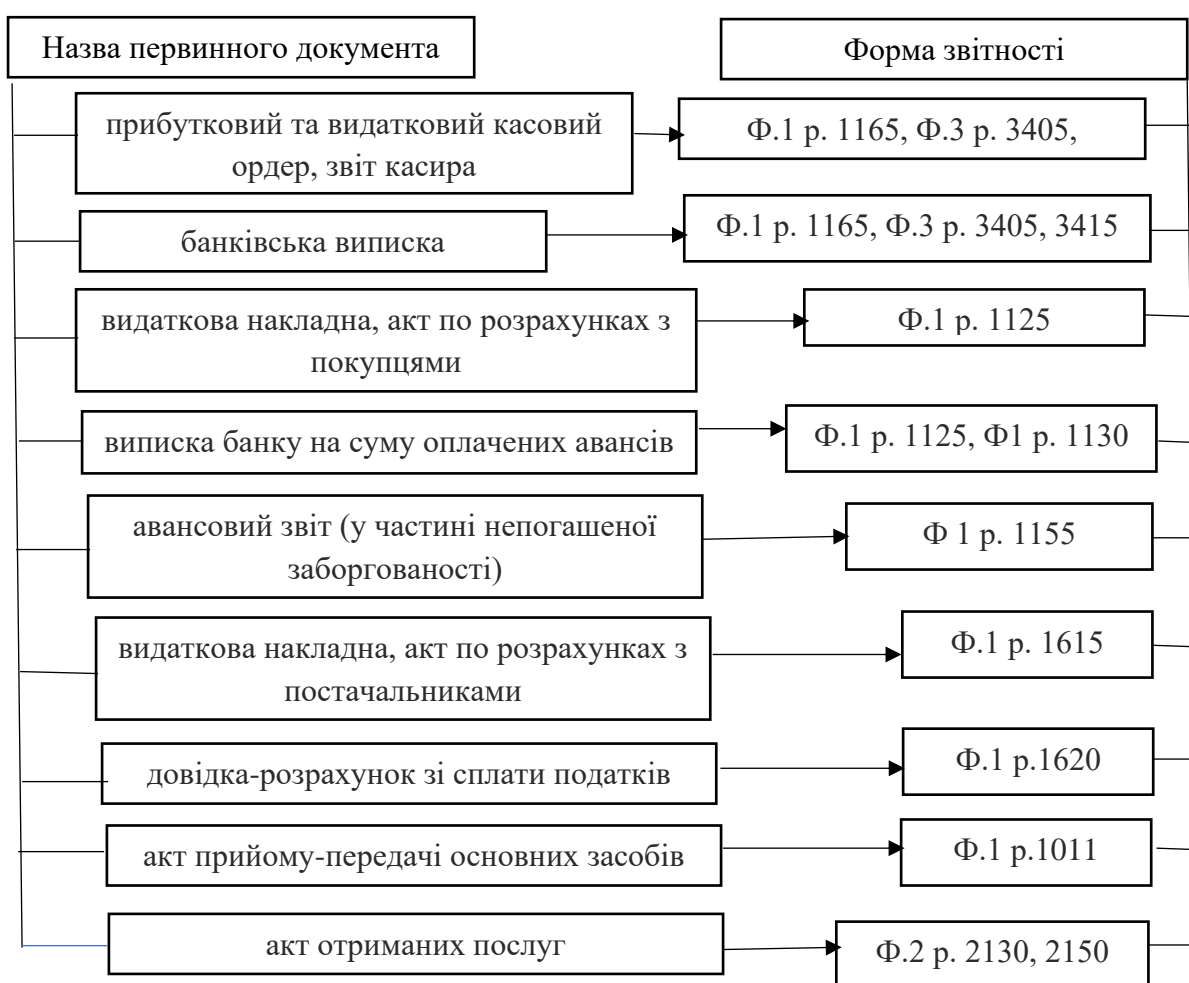 Назва первинного документа
Форма звітності
прибутковий та видатковий касовий
ордер, звіт касира
Ф.1 р. 1165, Ф.3 р. 3405,
банківська виписка
Ф.1 р. 1165, Ф.3 р. 3405, 3415
видаткова накладна, акт по розрахунках з
покупцями
Ф.1 р. 1125
виписка банку на суму оплачених авансів
Ф.1 р. 1125, Ф1 р. 1130
авансовий звіт (у частині непогашеної
заборгованості)
Ф 1 р. 1155
видаткова накладна, акт по розрахунках з
постачальниками
Ф.1 р. 1615
довідка-розрахунок зі сплати податків
Ф.1 р.1620
акт прийому-передачі основних засобів
Ф.1 р.1011
акт отриманих послуг
Ф.2 р. 2130, 2150